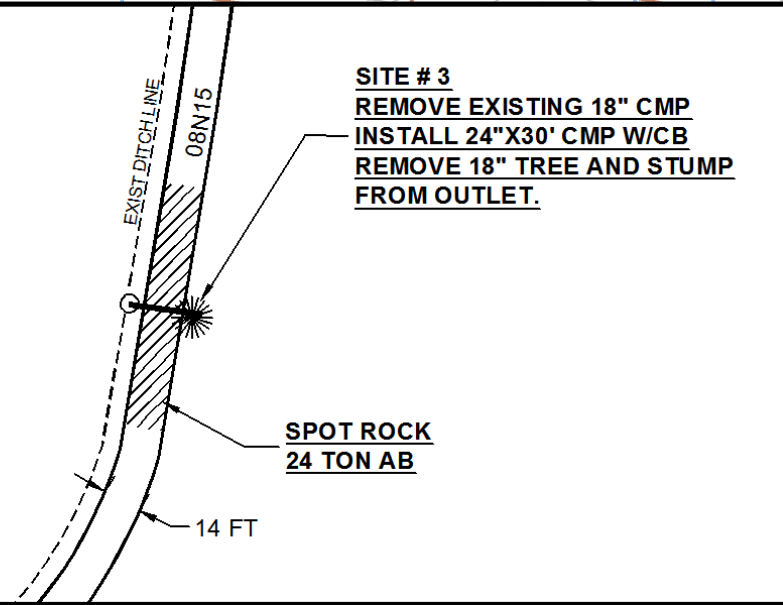 SITE # 3
REMOVE EXISTING 18" CMP
INSTALL 24"X30' CMP W/CB
REMOVE 18" TREE AND STUMP
FROM OUTLET.
EXIST DITCH LINE
08N15
SPOT ROCK
24 TON AB
14 FT